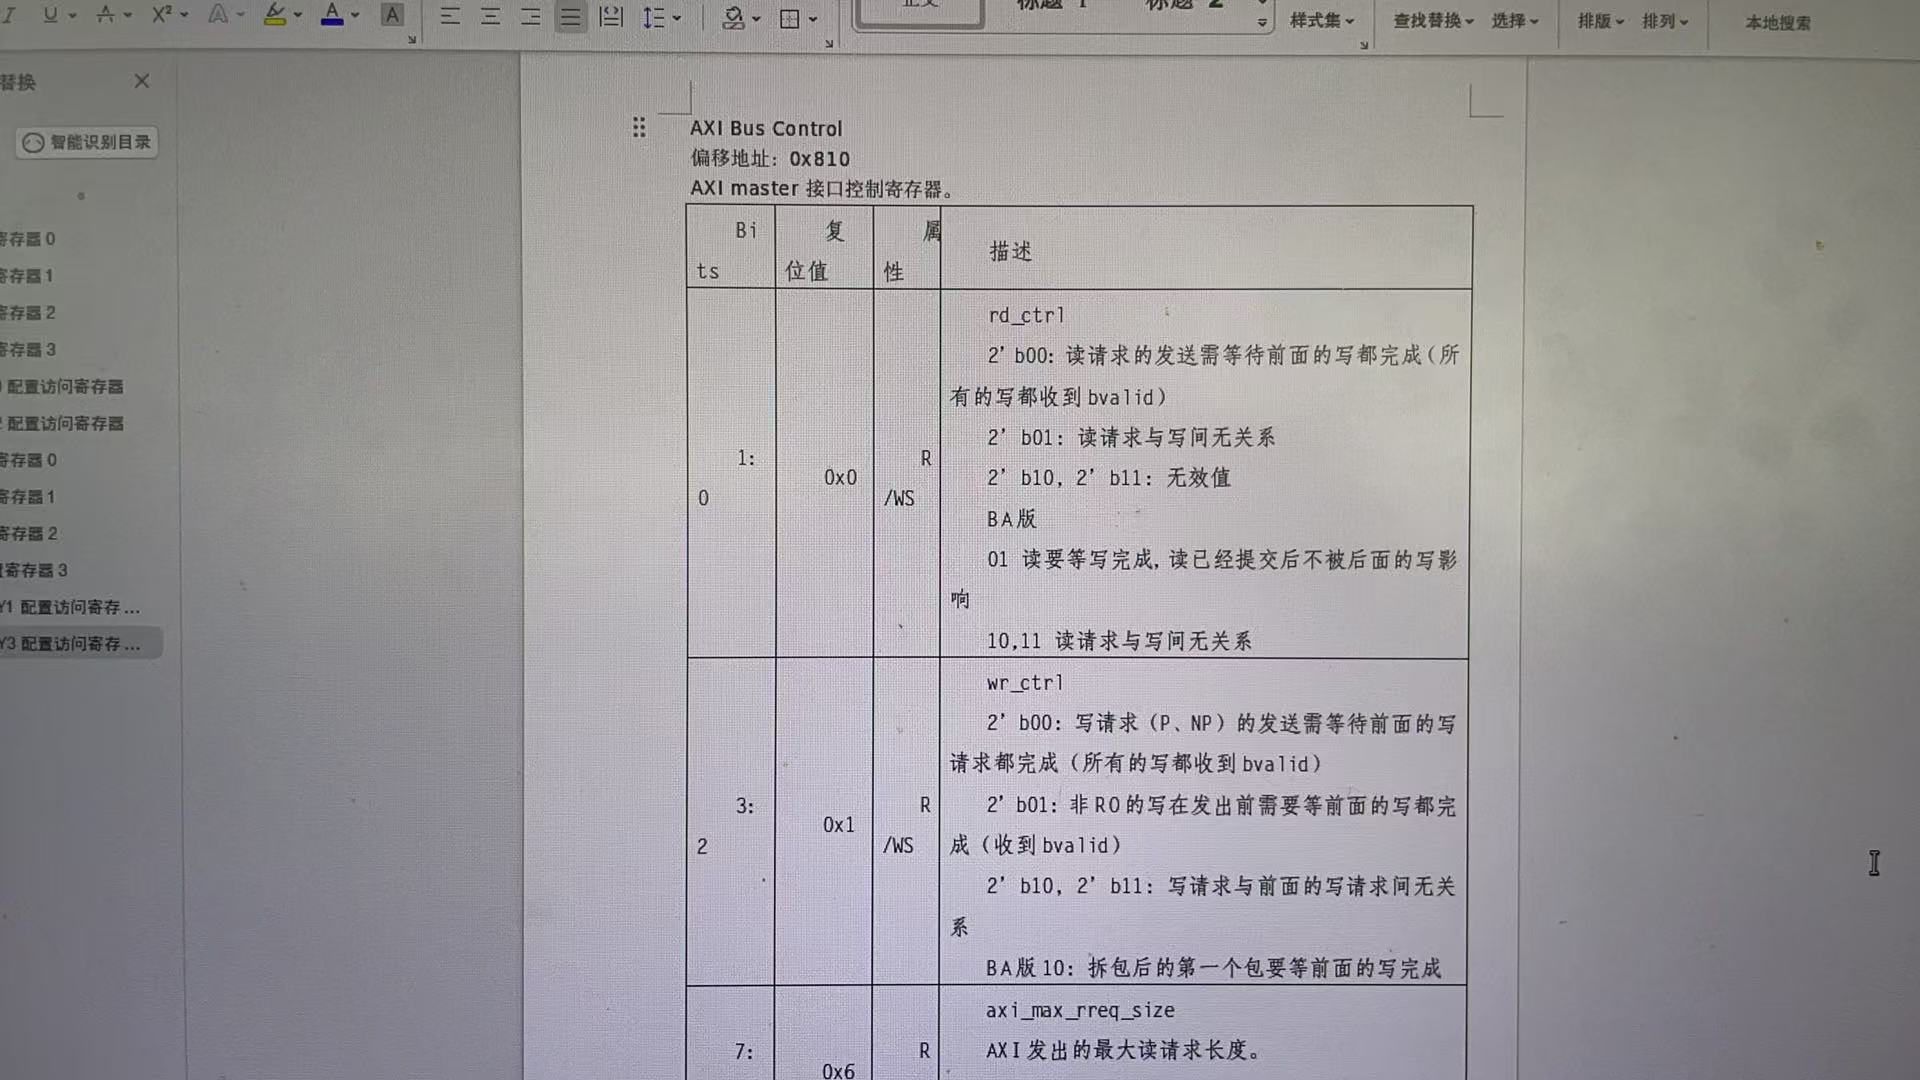 正文
标题 1
标题 2
样式集
查找替换
选择
排版
排列
本地搜索
替换
智能识别目录
寄存器 0
寄存器 1
寄存器 2
寄存器 3
配置访问寄存器
配置访问寄存器
寄存器 0
寄存器 1
寄存器 2
寄存器 3
Y1 配置访问寄存 ...
Y3 配置访问寄存 ...
AXI Bus Control
偏移地址：0x810
AXI master 接口控制寄存器。
Bi
ts
复
位值
属
性
描述
1:
0
0x0
R
/WS
rd_ctrl
2'b00：读请求的发送需等待前面的写都完成（所
有的写都收到 bvalid）
2'b01：读请求与写间无关系
2'b10，2'b11：无效值
BA版
01 读要等写完成,读已经提交后不被后面的写影
响
10,11 读请求与写间无关系
3:
2
0x1
R
/WS
wr_ctrl
2'b00：写请求（P、NP）的发送需等待前面的写
请求都完成（所有的写都收到 bvalid）
2'b01：非 RO 的写在发出前需要等前面的写都完
成（收到 bvalid）
2'b10，2'b11：写请求与前面的写请求间无关
系
BA版 10：拆包后的第一个包要等前面的写完成
7:
0x6
R
axi_max_rreq_size
AXI 发出的最大读请求长度。